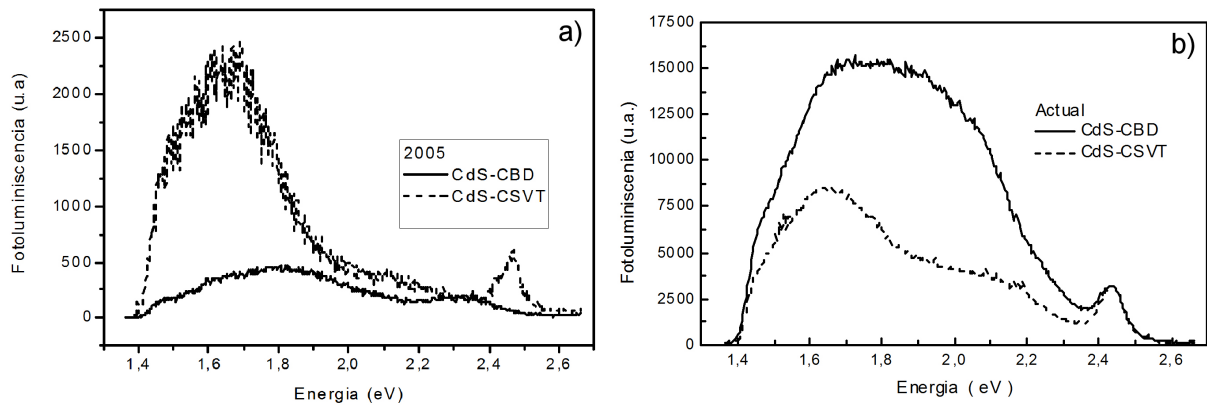 a)
2500
2000
1500
1000
500
0
Fotoluminiscencia (u.a)
2005
CdS-CBD
CdS-CSVT
1,4 1,6 1,8 2,0 2,2 2,4 2,6
Energia (eV)
b)
17500
15000
12500
10000
7500
5000
2500
0
Fotoluminiscenia (u.a.)
Actual
CdS-CBD
CdS-CSVT
1,4 1,6 1,8 2,0 2,2 2,4 2,6
Energia ( eV )